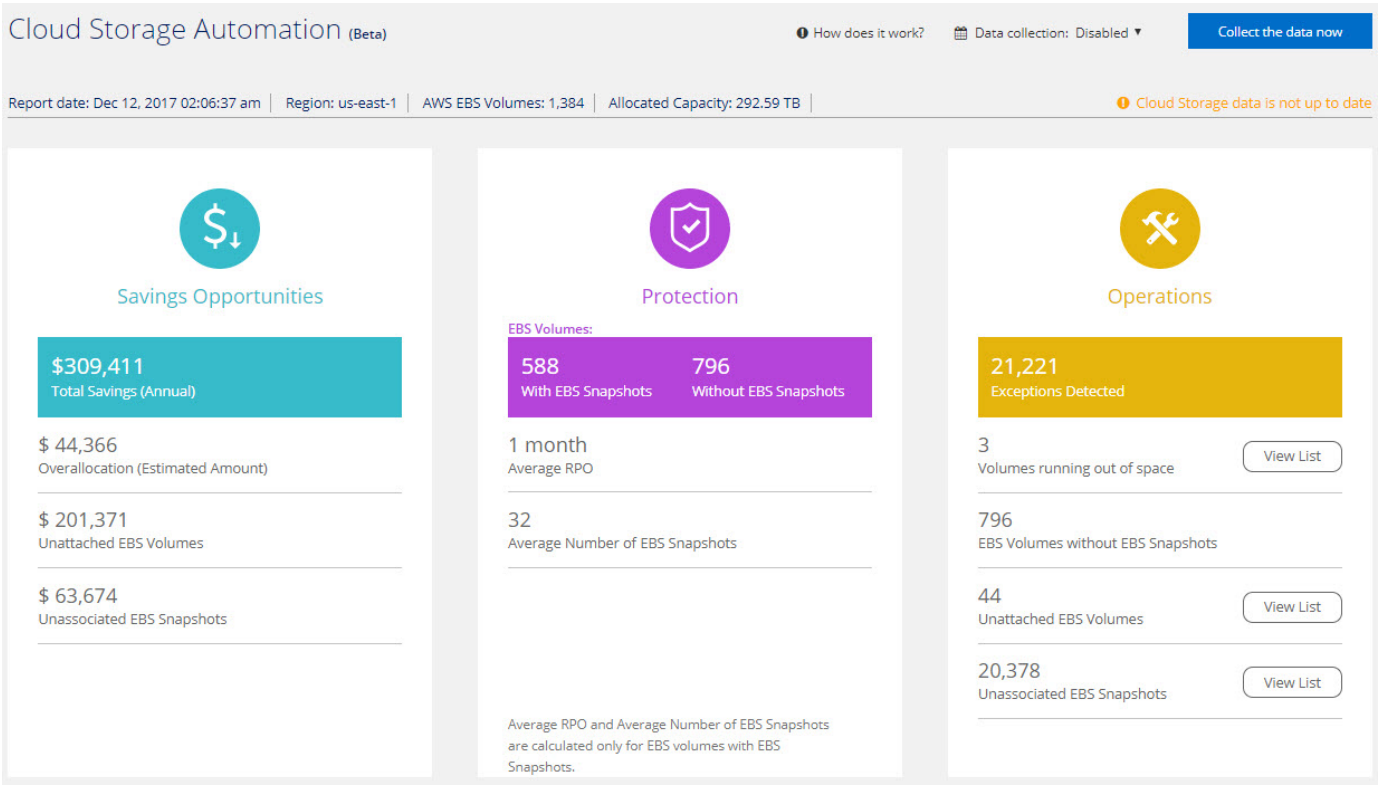 Cloud Storage Automation (Beta)
How does it work?
Data collection: Disabled
Collect the data now
Report date: Dec 12, 2017 02:06:37 am
Region: us-east-1
AWS EBS Volumes: 1,384
Allocated Capacity: 292.59 TB
Cloud Storage data is not up to date
Savings Opportunities
$309,411
Total Savings (Annual)
$ 44,366
Overallocation (Estimated Amount)
$ 201,371
Unattached EBS Volumes
$ 63,674
Unassociated EBS Snapshots
Protection
EBS Volumes:
588
With EBS Snapshots
796
Without EBS Snapshots
1 month
Average RPO
32
Average Number of EBS Snapshots
Average RPO and Average Number of EBS Snapshots
are calculated only for EBS volumes with EBS
Snapshots.
Operations
21,221
Exceptions Detected
3
Volumes running out of space
View List
796
EBS Volumes without EBS Snapshots
44
Unattached EBS Volumes
View List
20,378
Unassociated EBS Snapshots
View List